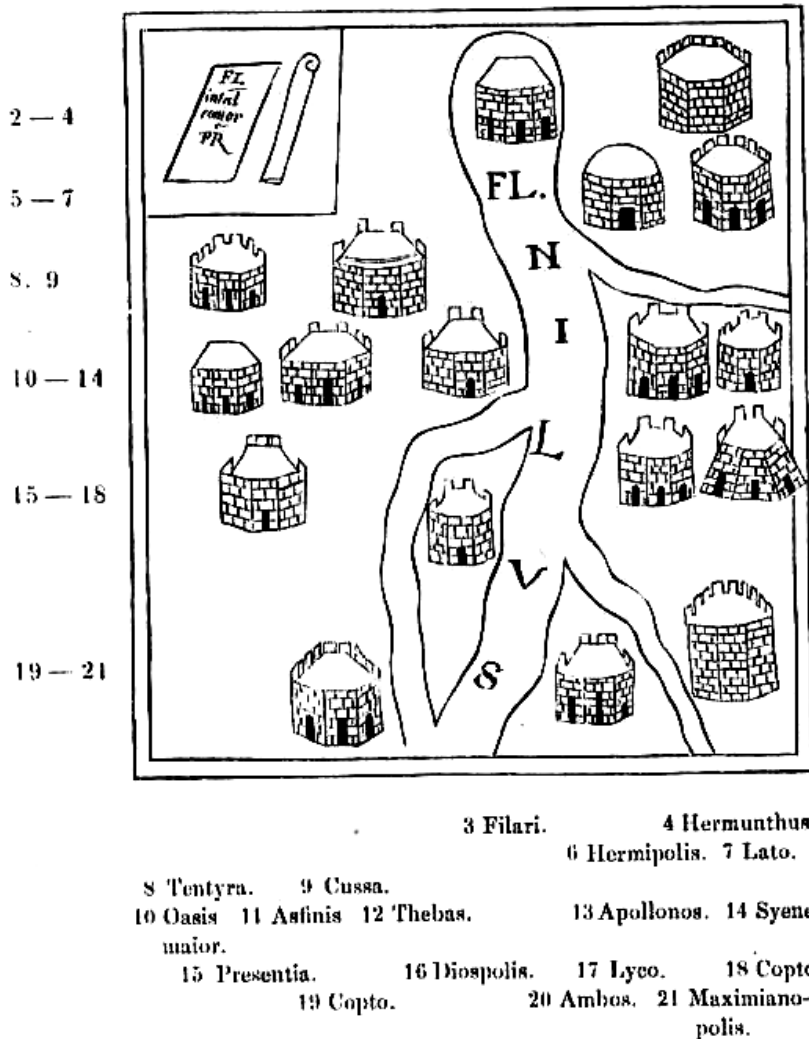 FL.
intal
comor
PR
2 — 4
5 — 7
8. 9
10 — 14
15 — 18
19 — 21
FL.
N
I
L
V
S
3 Filari. 4 Hermunthus
6 Hermipolis. 7 Lato.
8 Tentyra. 9 Cussa.
10 Oasis 11 Asfinis 12 Thebas. 13 Apollonos. 14 Syene
maior.
15 Presentia. 16 Diospolis. 17 Lyco. 18 Copto
19 Copto. 20 Ambos. 21 Maximiano-
polis.